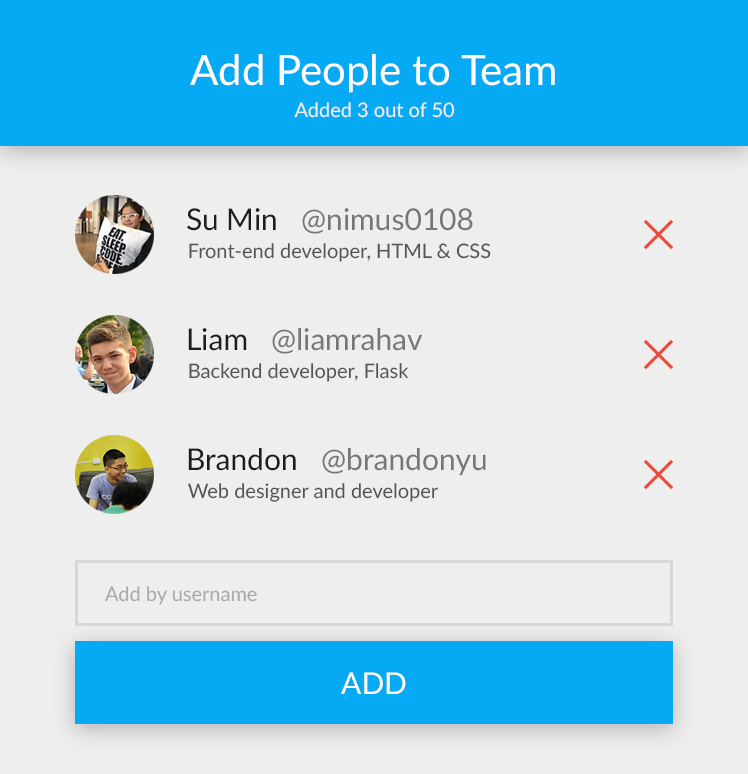 Add People to Team
Added 3 out of 50
Su Min @nimus0108
Front-end developer, HTML & CSS
EAT.
SLEEP.
CODE.
Liam @liamrahav
Backend developer, Flask
Brandon @brandonyu
Web designer and developer
Add by username
ADD